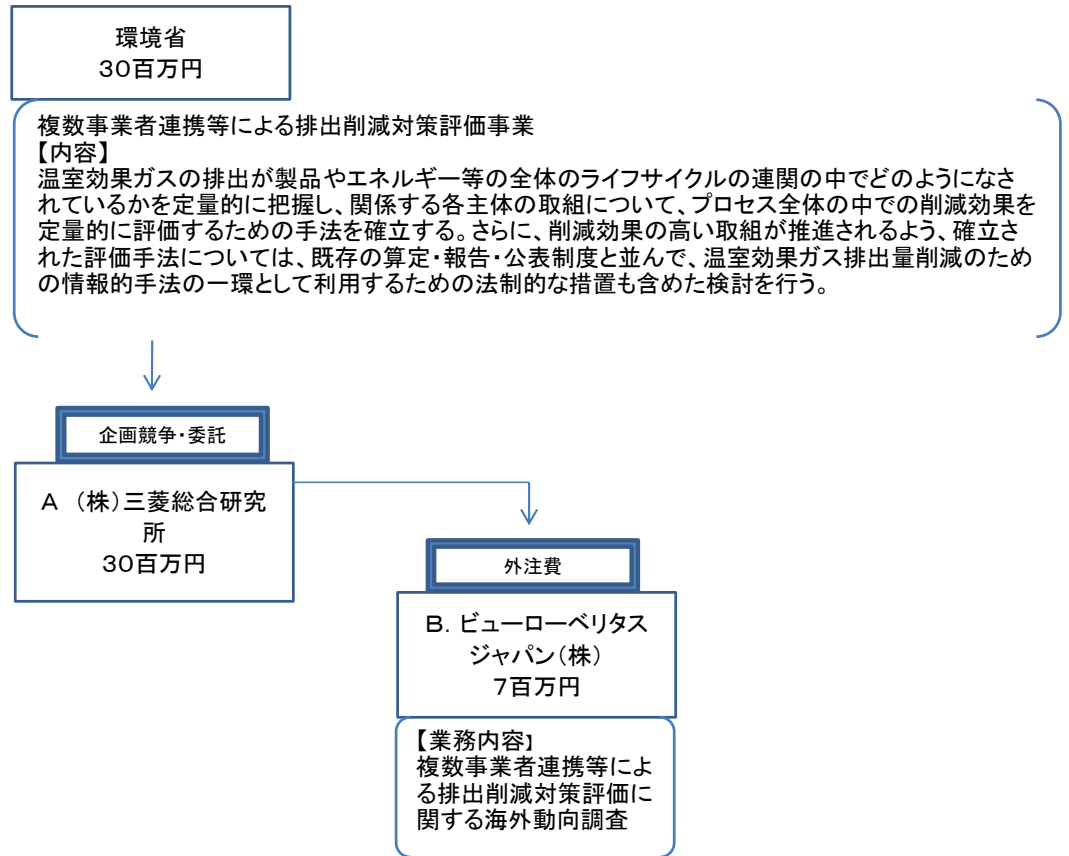 環境省
30百万円
複数事業者連携等による排出削減対策評価事業
【内容】
温室効果ガスの排出が製品やエネルギー等の全体のライフサイクルの連関の中でどのようになさ
れているかを定量的に把握し、関係する各主体の取組について、プロセス全体の中での削減効果を
定量的に評価するための手法を確立する。さらに、削減効果の高い取組が推進されるよう、確立さ
れた評価手法については、既存の算定・報告・公表制度と並んで、温室効果ガス排出量削減のため
の情報的手法の一環として利用するための法制的な措置も含めた検討を行う。
企画競争・委託
A (株)三菱総合研究
所
30百万円
外注費
B. ビューローベリタス
ジャパン(株)
7百万円
【業務内容】
複数事業者連携等によ
る排出削減対策評価に
関する海外動向調査